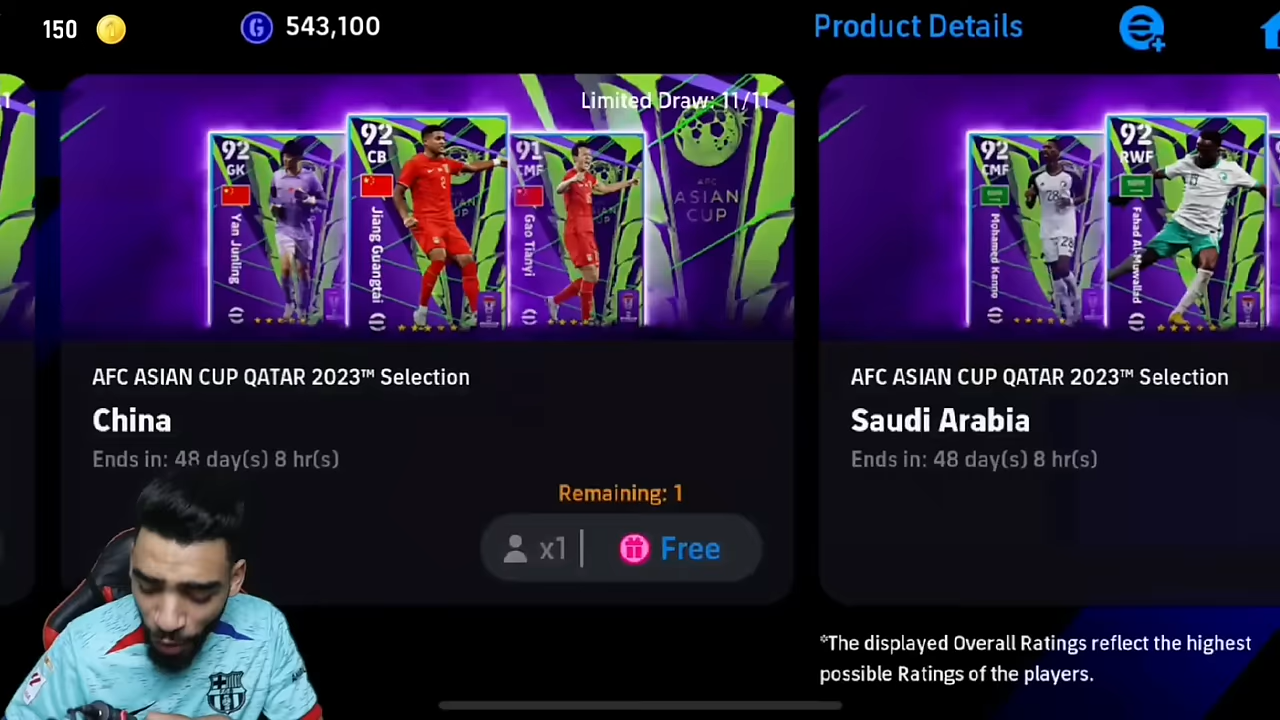 150
543,100
Product Details
1
Limited Draw: 11/11
92
GK
Yan Junling
92
CB
Jiang Guangtai
91
CMF
Gao Tianyi
AFC
ASIAN
CUP
92
CMF
Mohamed Kanno
92
RWF
Fahad Al-Muwallad
AFC ASIAN CUP QATAR 2023™ Selection
China
Ends in: 48 day(s) 8 hr(s)
Remaining: 1
x1 | Free
AFC ASIAN CUP QATAR 2023™ Selection
Saudi Arabia
Ends in: 48 day(s) 8 hr(s)
*The displayed Overall Ratings reflect the highest
possible Ratings of the players.